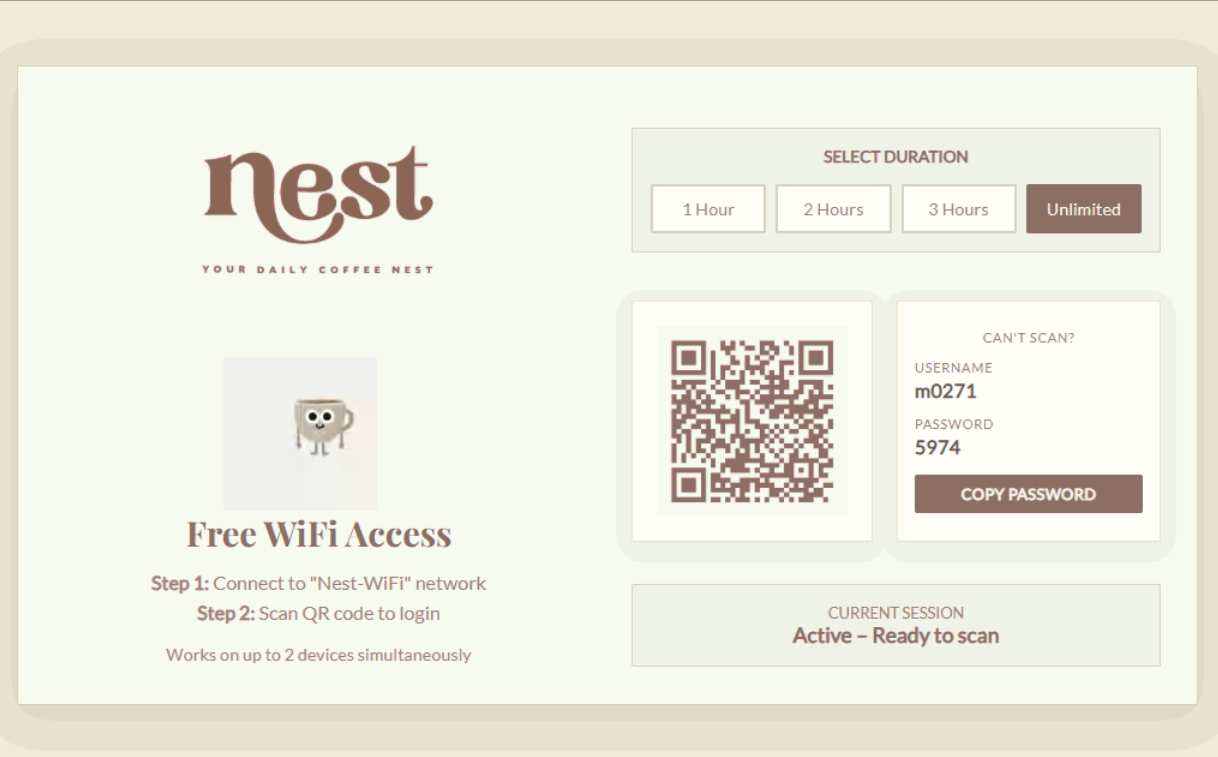 nest
YOUR DAILY COFFEE NEST
Free WiFi Access
Step 1: Connect to "Nest-WiFi" network
Step 2: Scan QR code to login
Works on up to 2 devices simultaneously
SELECT DURATION
1 Hour
2 Hours
3 Hours
Unlimited
CAN'T SCAN?
USERNAME
m0271
PASSWORD
5974
COPY PASSWORD
CURRENT SESSION
Active – Ready to scan